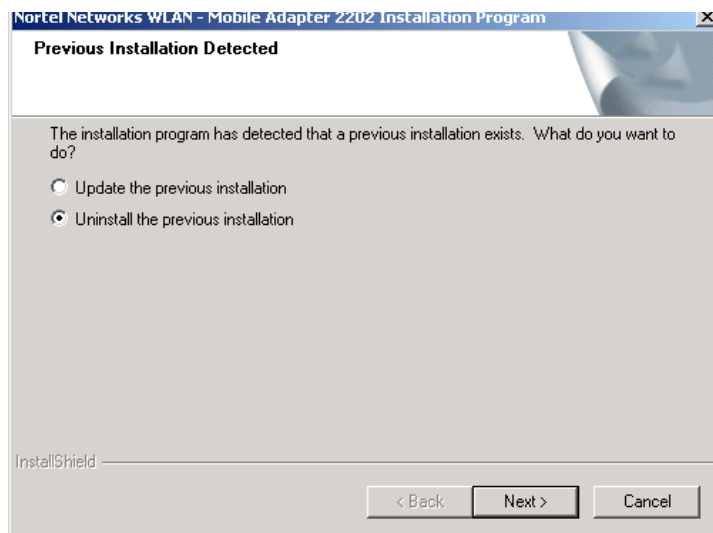 Nortel Networks WLAN - Mobile Adapter 2202 Installation Program
Previous Installation Detected
The installation program has detected that a previous installation exists. What do you want to
do?
Update the previous installation
Uninstall the previous installation
InstallShield
< Back
Next >
Cancel